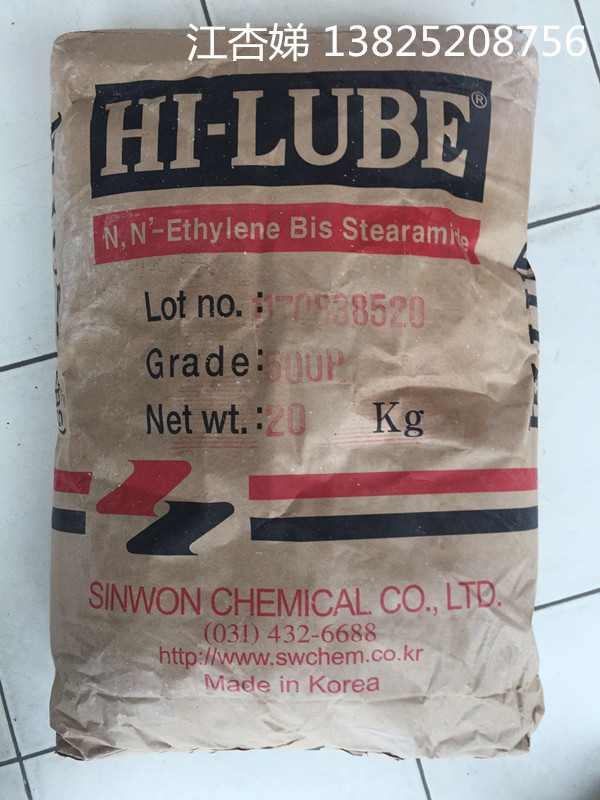 江杏娣 13825208756
HI-LUBE®
N,N'-Ethylene Bis Stearamide
Lot no. :
Grade:
Net wt.:20 Kg
SINWON CHEMICAL CO., LTD.
(031) 432-6688
http://www.swchem.co.kr
Made in Korea